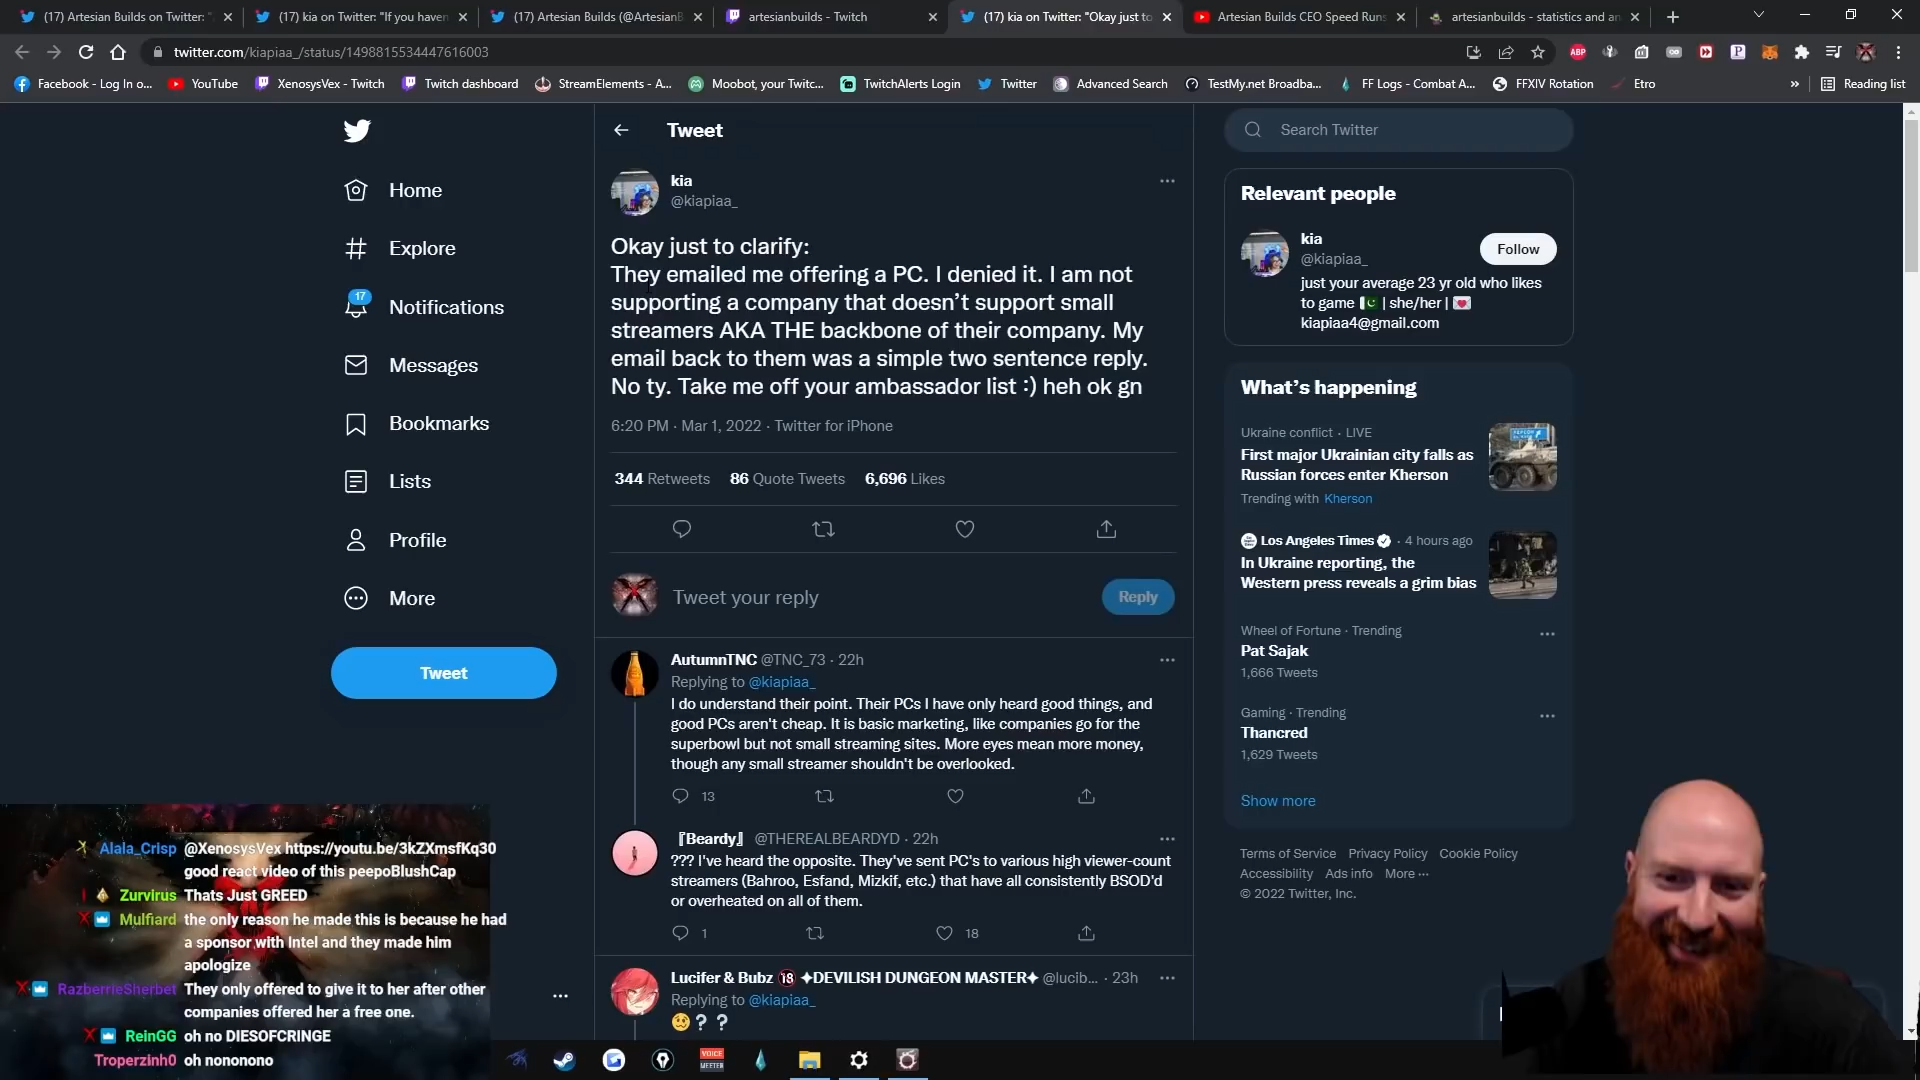 (17) Artesian Builds on Twitter: "
(17) kia on Twitter: "If you haven
(17) Artesian Builds (@ArtesianB
artesianbuilds - Twitch
(17) kia on Twitter: "Okay just to
Artesian Builds CEO Speed Runs
artesianbuilds - statistics and an
twitter.com/kiapiaa_/status/1498815534447616003
Facebook - Log In o...
YouTube
XenosysVex - Twitch
Twitch dashboard
StreamElements - A...
Moobot, your Twitc...
TwitchAlerts Login
Twitter
Advanced Search
TestMy.net Broadba...
FF Logs - Combat A...
FFXIV Rotation
Etro
»
Reading list
Home
Explore
17
Notifications
Messages
Bookmarks
Lists
Profile
More
Tweet
Tweet
kia
@kiapiaa_
Okay just to clarify:
They emailed me offering a PC. I denied it. I am not
supporting a company that doesn’t support small
streamers AKA THE backbone of their company. My
email back to them was a simple two sentence reply.
No ty. Take me off your ambassador list :) heh ok gn
6:20 PM · Mar 1, 2022 · Twitter for iPhone
344 Retweets 86 Quote Tweets 6,696 Likes
Tweet your reply
Reply
AutumnTNC @TNC_73 · 22h
Replying to @kiapiaa_
I do understand their point. Their PCs I have only heard good things, and
good PCs aren't cheap. It is basic marketing, like companies go for the
superbowl but not small streaming sites. More eyes mean more money,
though any small streamer shouldn't be overlooked.
13
『Beardy』 @THEREALBEARDYD · 22h
??? I've heard the opposite. They've sent PC's to various high viewer-count
streamers (Bahroo, Esfand, Mizkif, etc.) that have all consistently BSOD'd
or overheated on all of them.
1
18
Lucifer & Bubz 🔞 ✦DEVILISH DUNGEON MASTER✦ @lucib... · 23h
Replying to @kiapiaa_
🥴❔❔
Search Twitter
Relevant people
kia
@kiapiaa_
Follow
just your average 23 yr old who likes
to game 🇵🇰 | she/her | 💌
kiapiaa4@gmail.com
What’s happening
Ukraine conflict · LIVE
First major Ukrainian city falls as
Russian forces enter Kherson
Trending with Kherson
Los Angeles Times · 4 hours ago
In Ukraine reporting, the
Western press reveals a grim bias
Wheel of Fortune · Trending
Pat Sajak
1,666 Tweets
Gaming · Trending
Thancred
1,629 Tweets
Show more
Terms of Service Privacy Policy Cookie Policy
Accessibility Ads info More ···
© 2022 Twitter, Inc.
Alala_Crisp @XenosysVex https://youtu.be/3kZXmsfKq30
good react video of this peepoBlushCap
Zurvirus Thats Just GREED
Mulfiard the only reason he made this is because he had
a sponsor with Intel and they made him
apologize
RazberrieSherbet They only offered to give it to her after other
companies offered her a free one.
ReinGG oh no DIESOFCRINGE
Troperzinh0 oh nononono
VOICE
MEETER